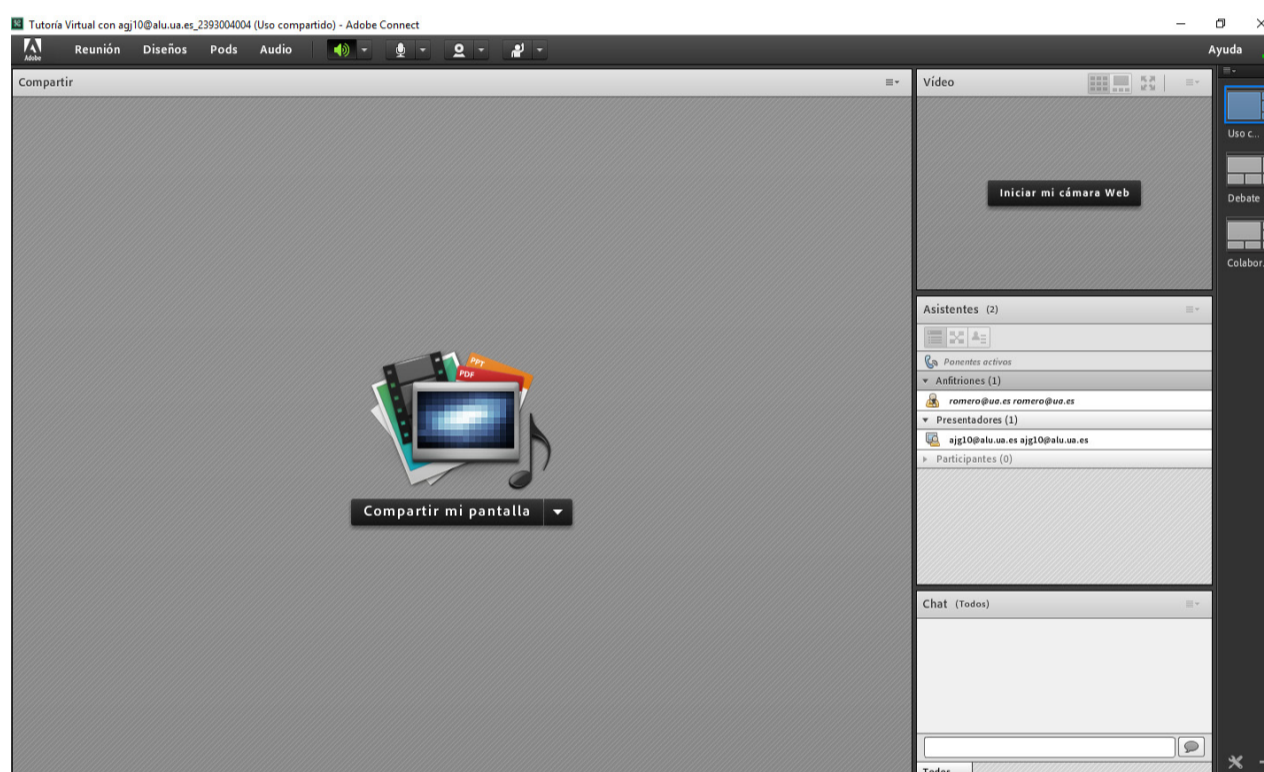 Tutoría Virtual con agj10@alu.ua.es_2393004004 (Uso compartido) - Adobe Connect
Adobe
Reunión Diseños Pods Audio
Ayuda
Compartir
PPT
PDF
Compartir mi pantalla
Vídeo
Iniciar mi cámara Web
Asistentes (2)
Ponentes activos
Anfitriones (1)
romero@ua.es romero@ua.es
Presentadores (1)
ajg10@alu.ua.es ajg10@alu.ua.es
Participantes (0)
Chat (Todos)
Todos
Uso c...
Debate
Colabor.